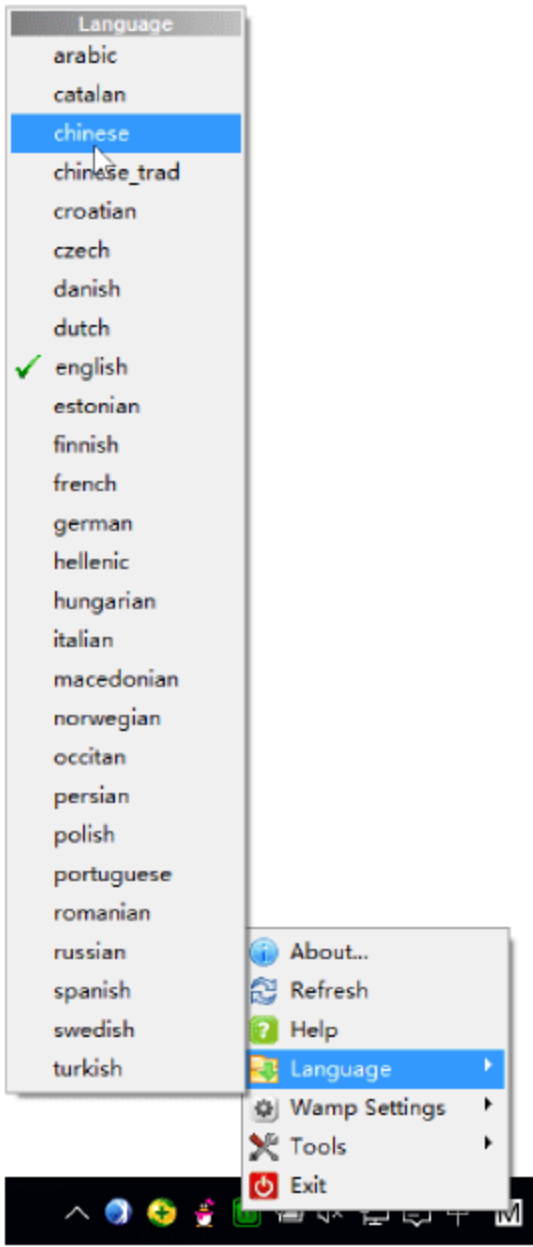 Language
arabic
catalan
chinese
chinese_trad
croatian
czech
danish
dutch
english
estonian
finnish
french
german
hellenic
hungarian
italian
macedonian
norwegian
occitan
persian
polish
portuguese
romanian
russian
spanish
swedish
turkish
About...
Refresh
Help
Language
Wamp Settings
Tools
Exit
M